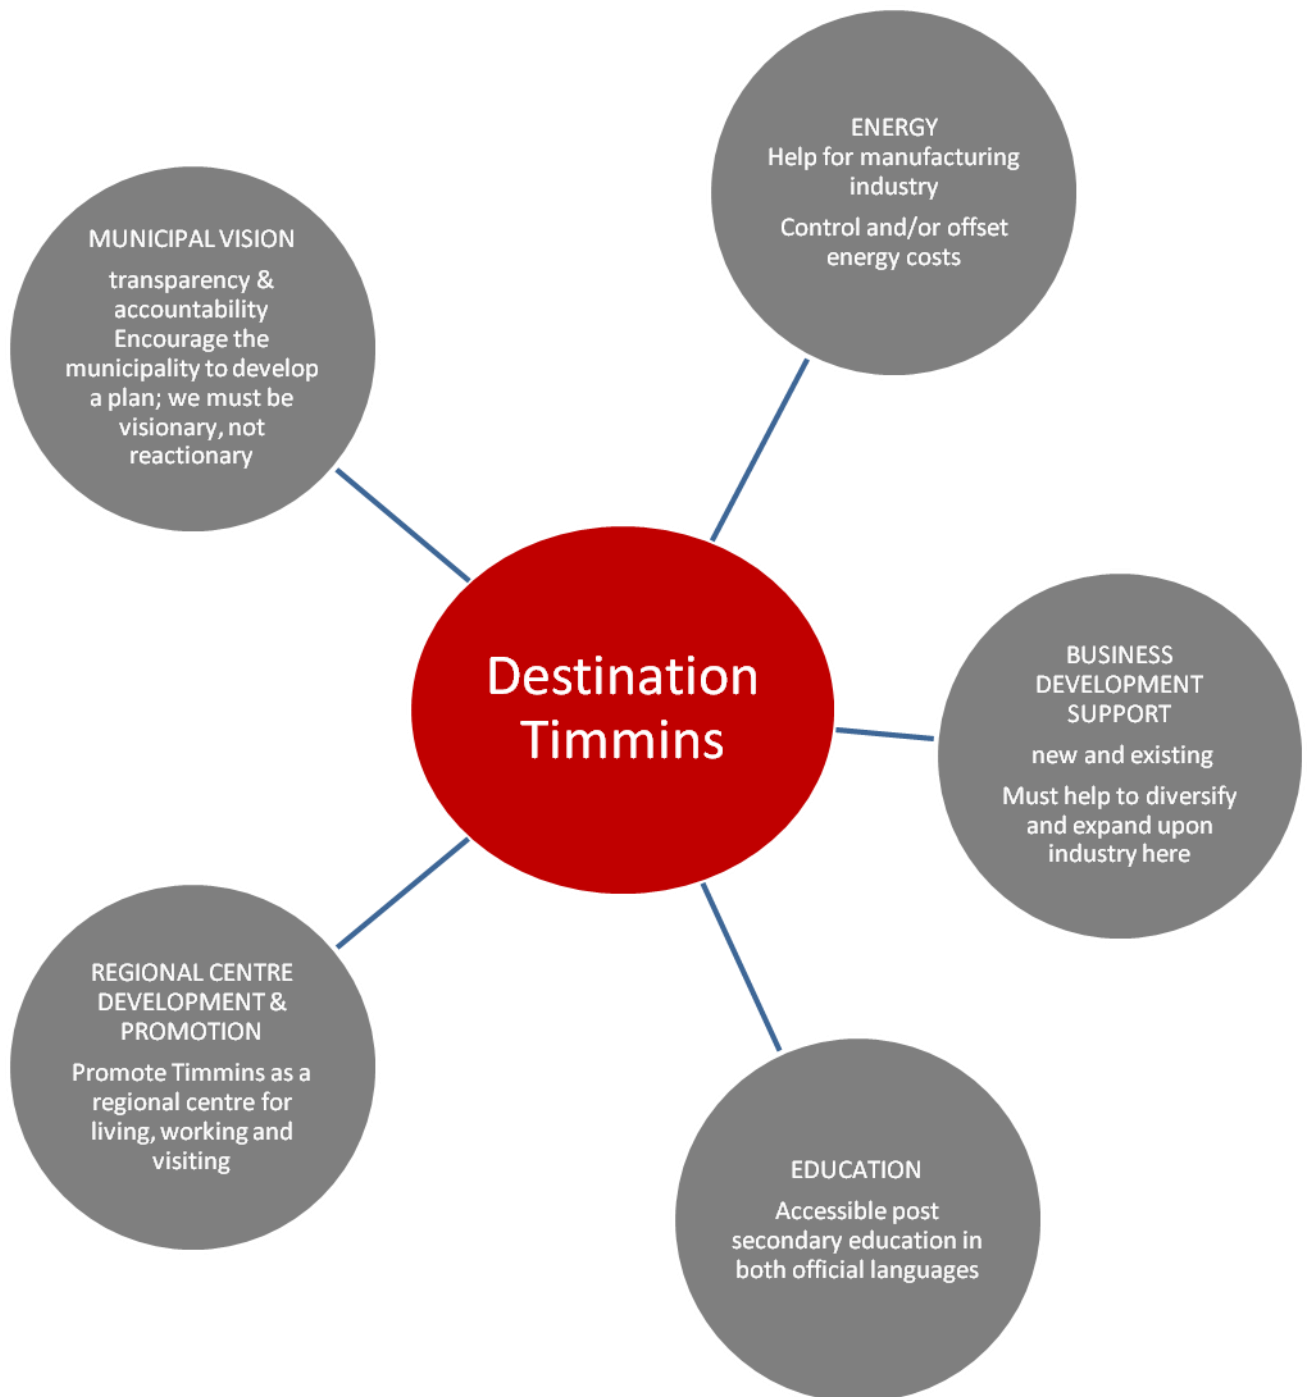 ENERGY
Help for manufacturing
industry
Control and/or offset
energy costs
MUNICIPAL VISION
transparency &
accountability
Encourage the
municipality to develop
a plan; we must be
visionary, not
reactionary
Destination
Timmins
BUSINESS
DEVELOPMENT
SUPPORT
new and existing
Must help to diversify
and expand upon
industry here
REGIONAL CENTRE
DEVELOPMENT &
PROMOTION
Promote Timmins as a
regional centre for
living, working and
visiting
EDUCATION
Accessible post
secondary education in
both official languages